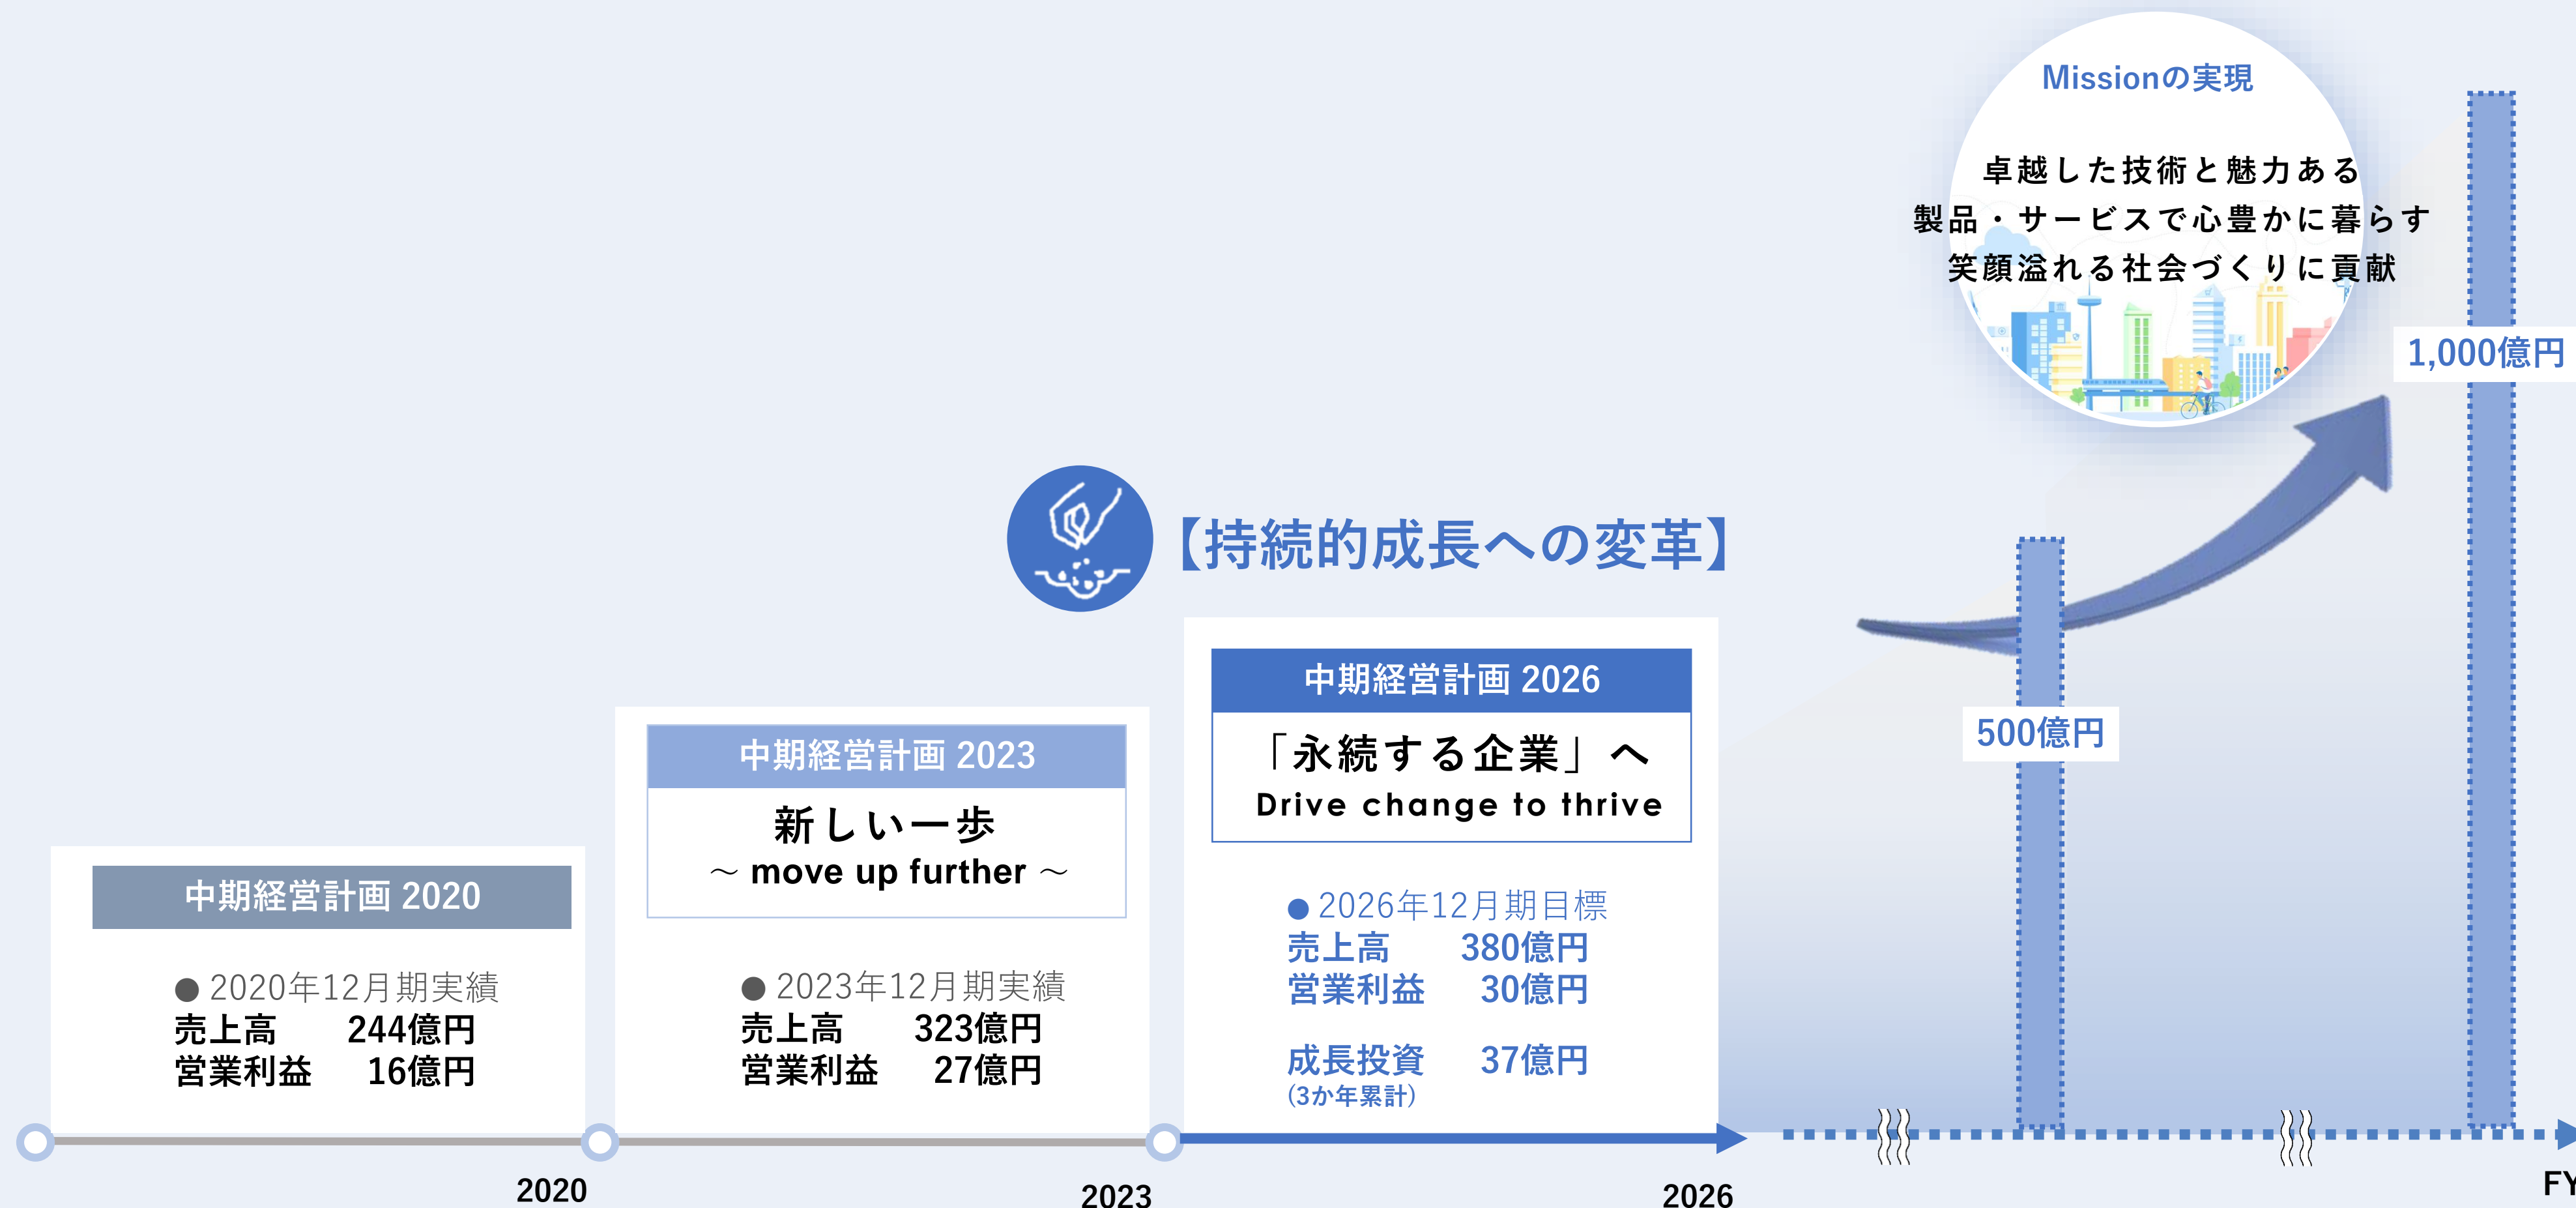 Missionの実現
卓越した技術と魅力ある
製品・サービスで心豊かに暮らす
笑顔溢れる社会づくりに貢献
1,000億円
500億円
【持続的成長への変革】
中期経営計画 2020
● 2020年12月期実績
売上高 244億円
営業利益 16億円
中期経営計画 2023
新しい一歩
～ move up further ～
● 2023年12月期実績
売上高 323億円
営業利益 27億円
中期経営計画 2026
「永続する企業」へ
Drive change to thrive
● 2026年12月期目標
売上高 380億円
営業利益 30億円
成長投資 37億円
(3か年累計)
2020
2023
2026
FY